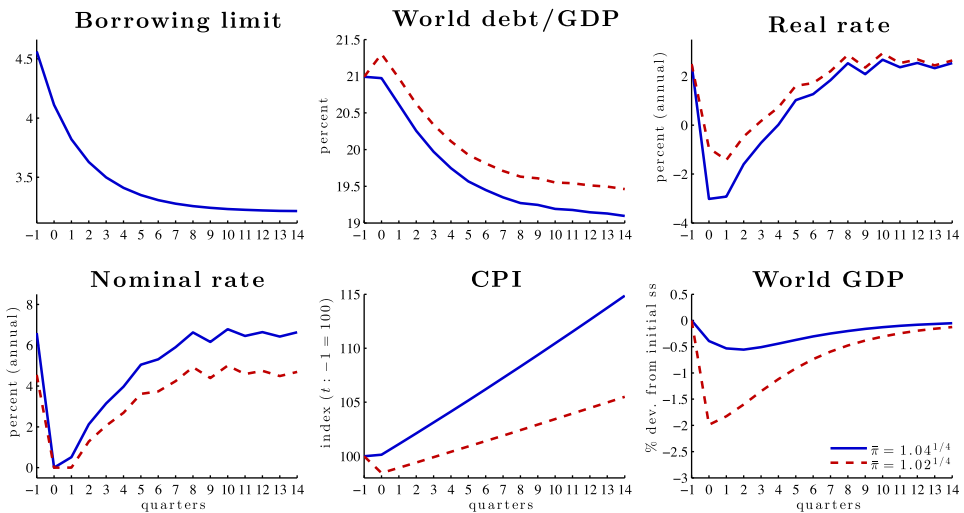 Borrowing limit
4.5
4
3.5
−1 0 1 2 3 4 5 6 7 8 9 10 11 12 13 14
World debt/GDP
percent
21.5
21
20.5
20
19.5
19
−1 0 1 2 3 4 5 6 7 8 9 10 11 12 13 14
Real rate
percent (annual)
2
0
−2
−4
−1 0 1 2 3 4 5 6 7 8 9 10 11 12 13 14
Nominal rate
percent (annual)
8
6
4
2
0
−1 0 1 2 3 4 5 6 7 8 9 10 11 12 13 14
quarters
CPI
index (t : −1 = 100)
115
110
105
100
−1 0 1 2 3 4 5 6 7 8 9 10 11 12 13 14
quarters
World GDP
% dev. from initial ss
0.5
0
−0.5
−1
−1.5
−2
−2.5
−3
π̄ = 1.04^{1/4}
π̄ = 1.02^{1/4}
−1 0 1 2 3 4 5 6 7 8 9 10 11 12 13 14
quarters